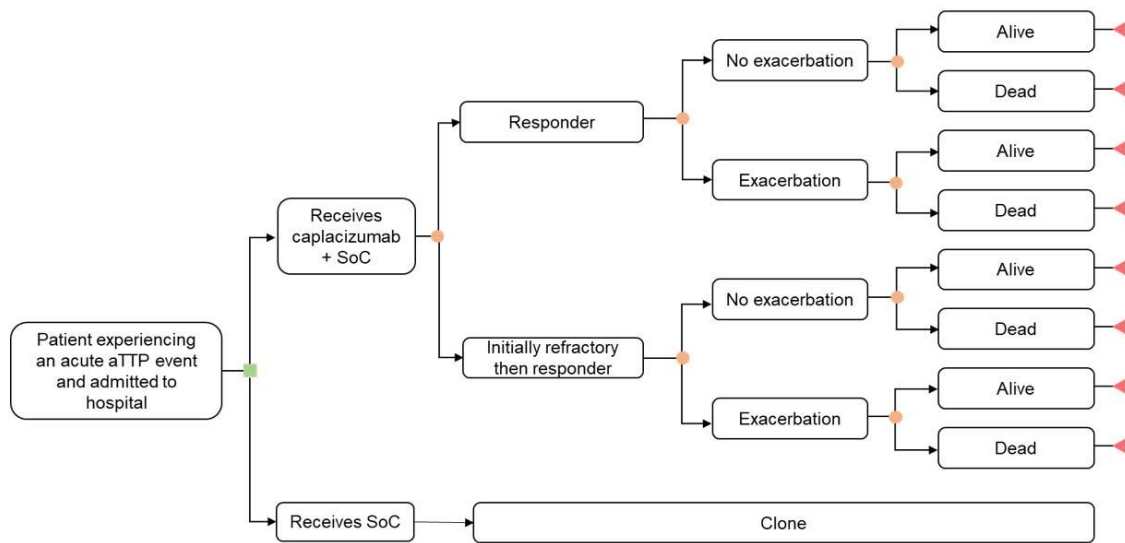 Patient experiencing
an acute aTTP event
and admitted to
hospital
Receives
caplacizumab
+ SoC
Responder
No exacerbation
Alive
Dead
Exacerbation
Alive
Dead
Initially refractory
then responder
No exacerbation
Alive
Dead
Exacerbation
Alive
Dead
Receives SoC
Clone